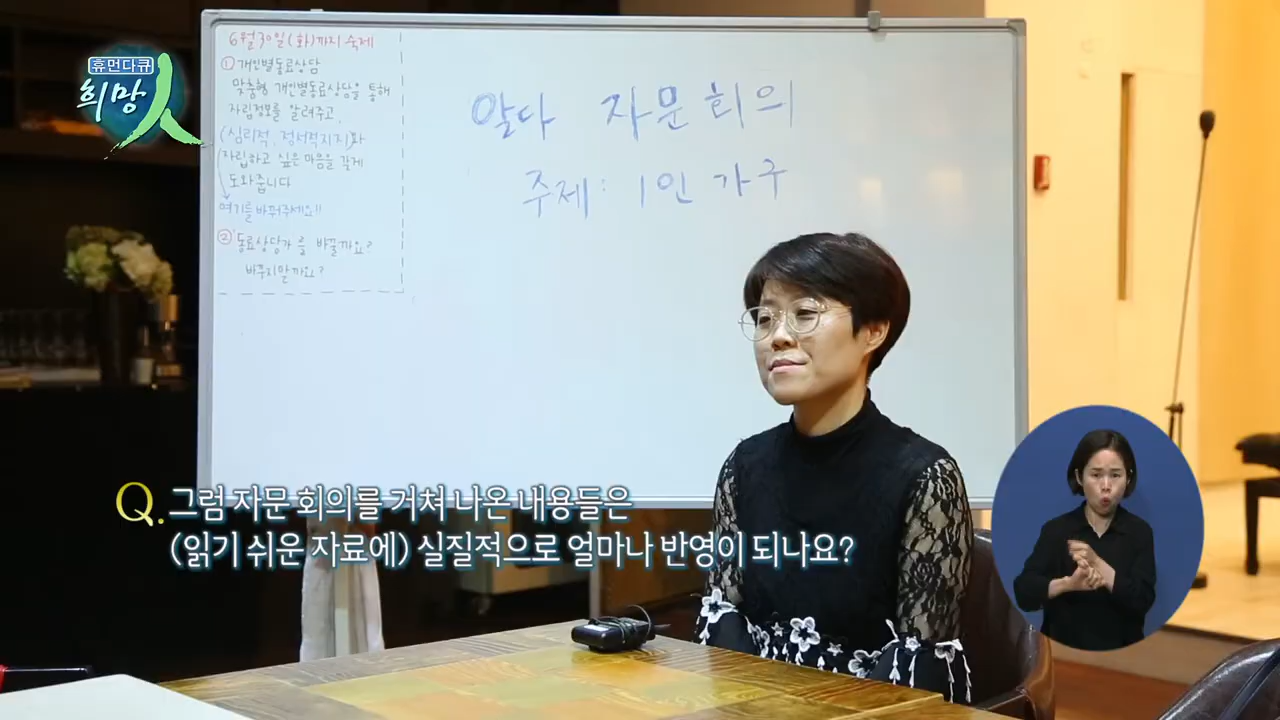 휴먼다큐
희망人
6월30일(화)까지 숙제
① 개인별동료상담
맞춤형 개인별동료상담을 통해
자립정보를 알려주고,
(심리적, 정서적지지)와
자립하고 싶은 마음을 갖게
도와줍니다
여기를 바꿔주세요!!
② 동료상담가 를 바꿀까요?
바꾸지말까요?
알다 자문회의
주제: 1인 가구
Q. 그럼 자문 회의를 거쳐 나온 내용들은
(읽기 쉬운 자료에) 실질적으로 얼마나 반영이 되나요?